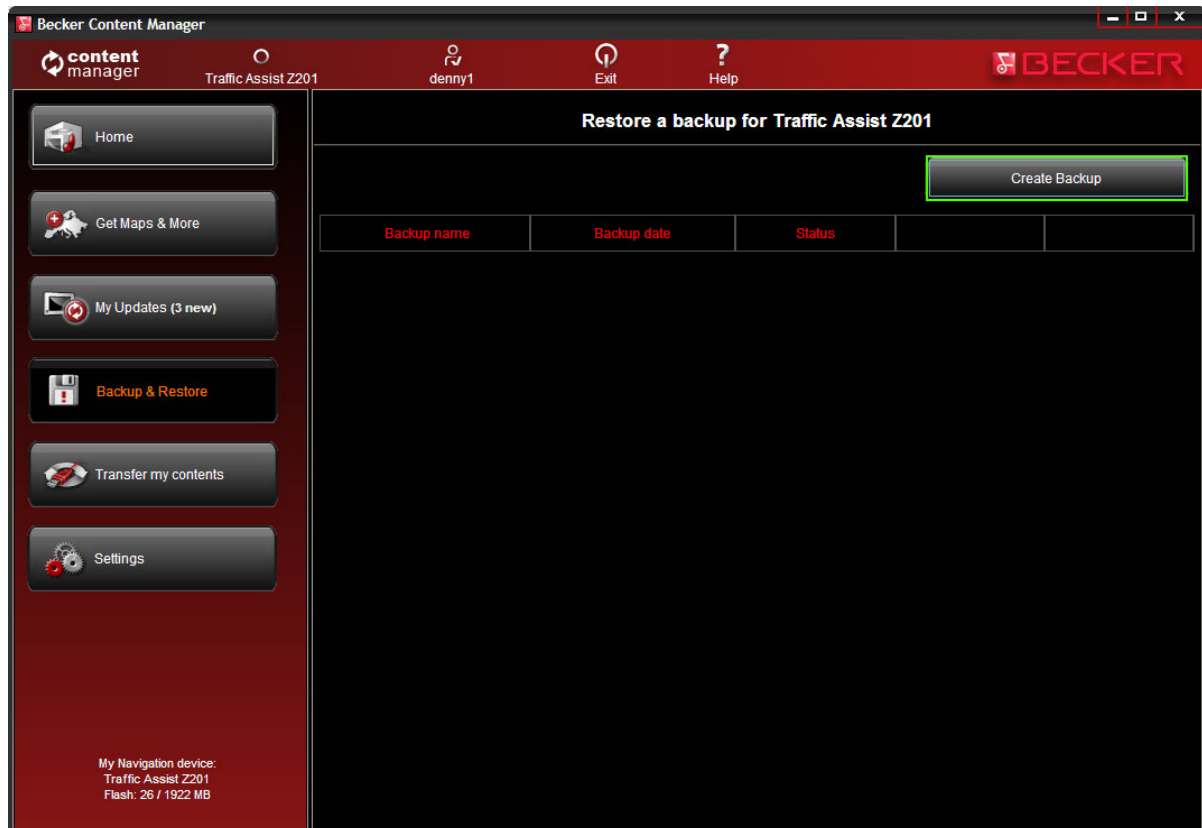 Becker Content Manager
content
manager
Traffic Assist Z201
denny1
Exit
?
Help
BECKER
Home
Get Maps & More
My Updates (3 new)
Backup & Restore
Transfer my contents
Settings
My Navigation device:
Traffic Assist Z201
Flash: 26 / 1922 MB
Restore a backup for Traffic Assist Z201
Create Backup
Backup name Backup date Status